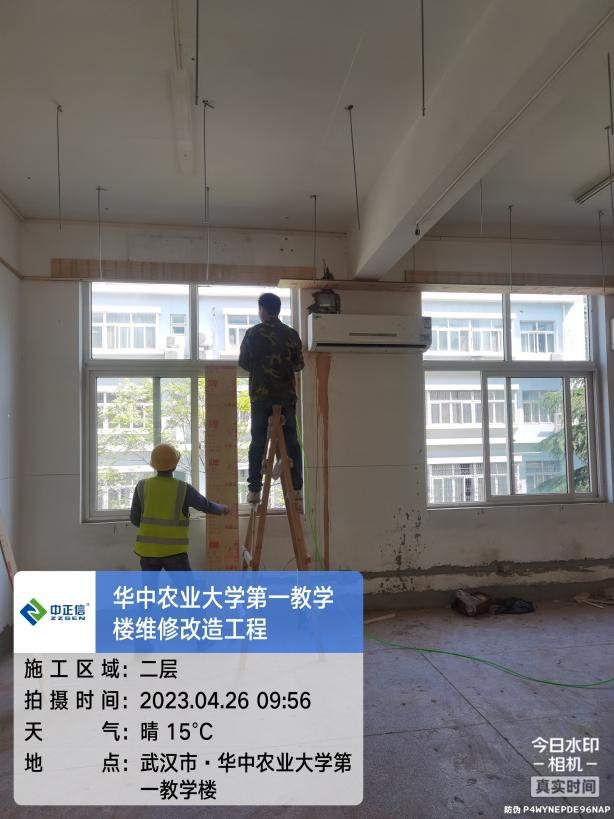 中正信®
ZZSEN
华中农业大学第一教学
楼维修改造工程
施工区域：二层
拍摄时间：2023.04.26 09:56
天气：晴 15℃
地点：武汉市·华中农业大学第
一教学楼
今日水印
-相机-
真实时间
防伪 P4WYNEPDE96NAP